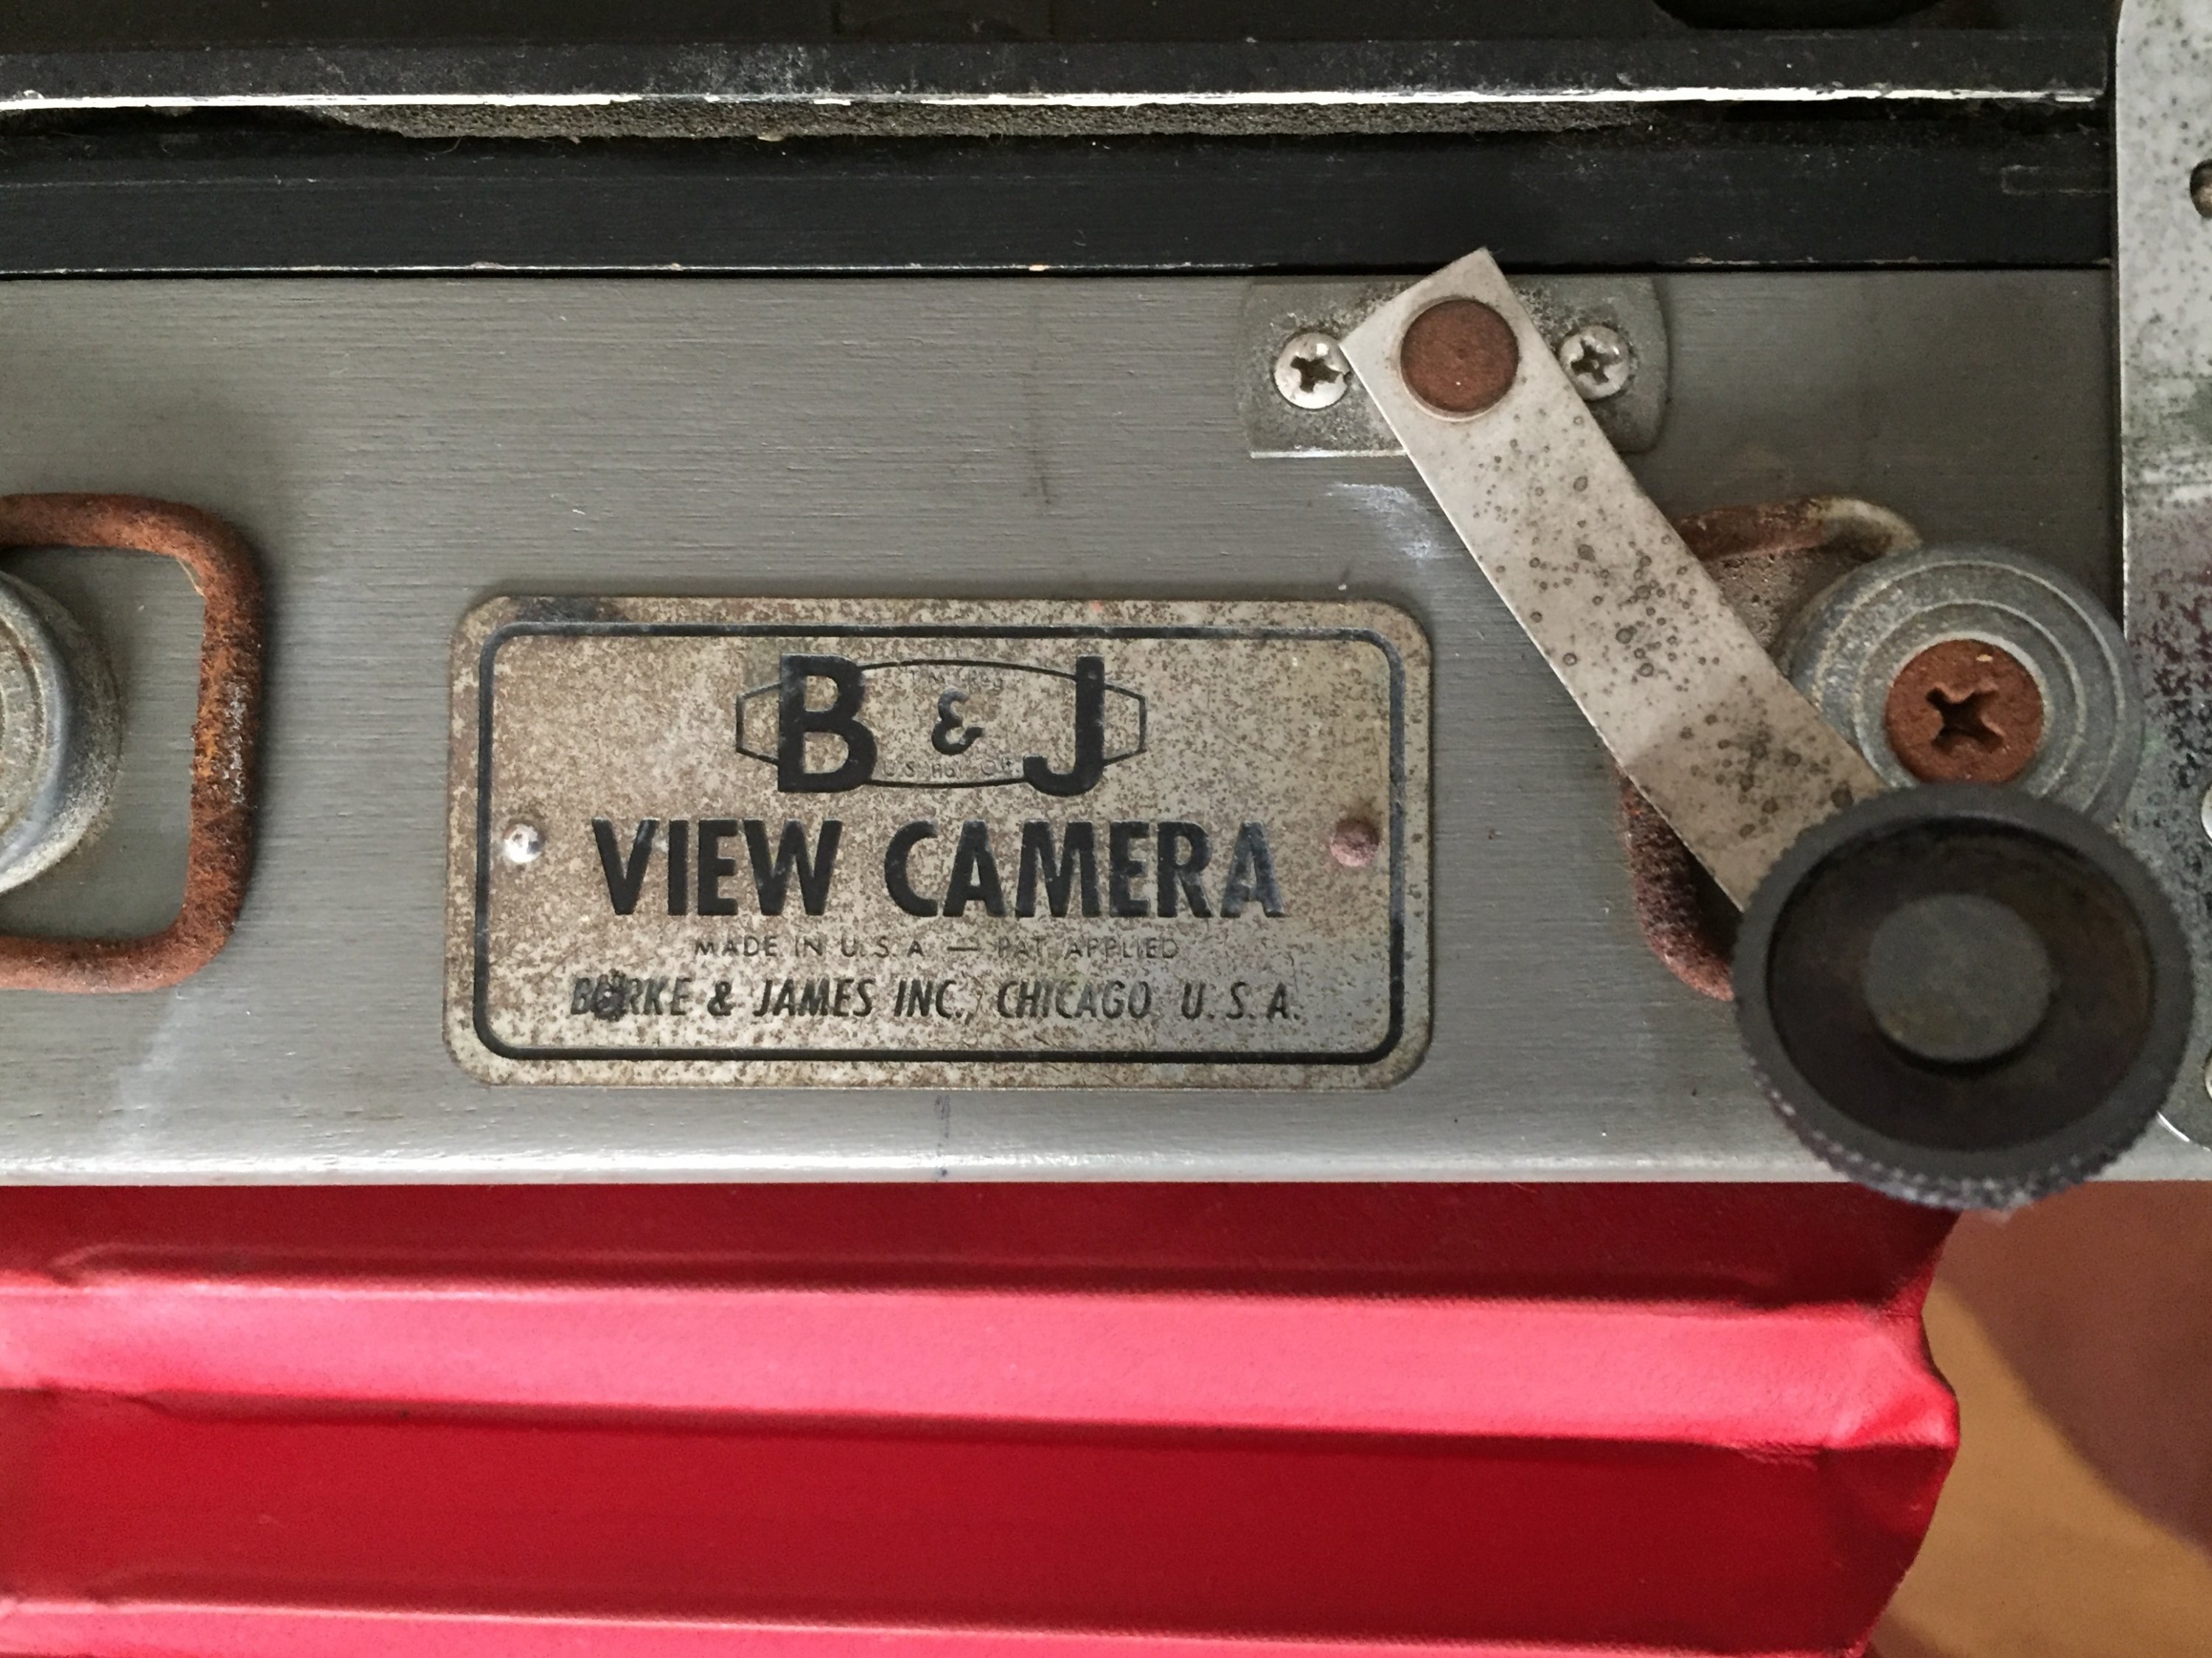 B & J
VIEW CAMERA
MADE IN U.S.A — PAT. APPLIED
BURKE & JAMES INC., CHICAGO U.S.A.